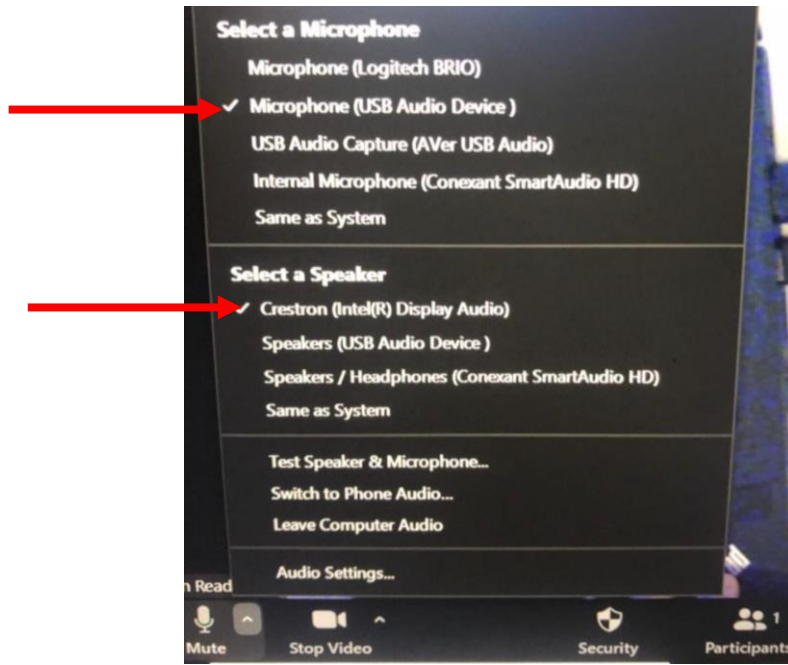 Select a Microphone
Microphone (Logitech BRIO)
Microphone (USB Audio Device )
USB Audio Capture (AVer USB Audio)
Internal Microphone (Conexant SmartAudio HD)
Same as System
Select a Speaker
Crestron (Intel(R) Display Audio)
Speakers (USB Audio Device )
Speakers / Headphones (Conexant SmartAudio HD)
Same as System
Test Speaker & Microphone...
Switch to Phone Audio...
Leave Computer Audio
Audio Settings...
n Read
1
Mute Stop Video Security Participants